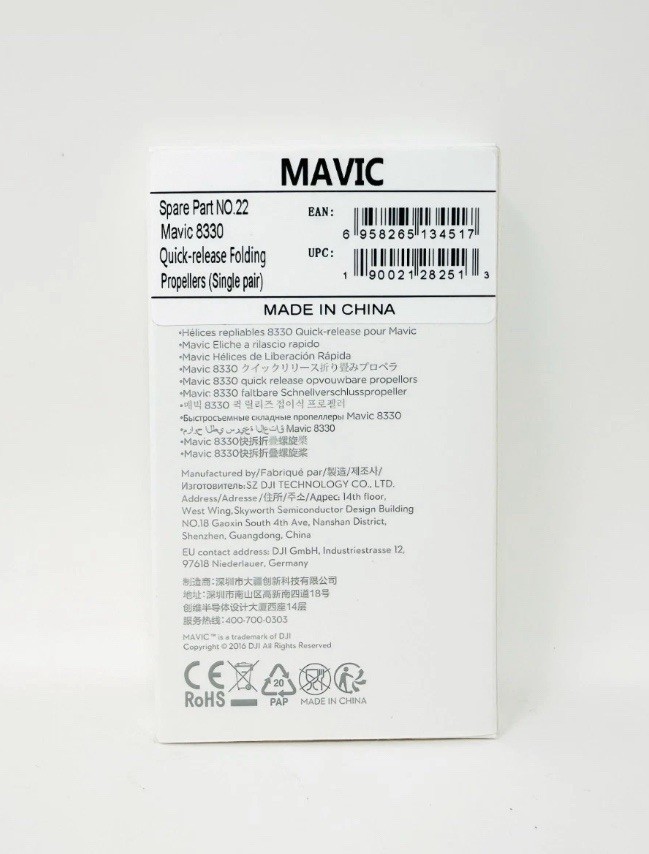 MAVIC
Spare Part NO.22
Mavic 8330
Quick-release Folding
Propellers (Single pair)
EAN:
6 958265 134517
UPC:
1 90021 28251 3
MADE IN CHINA
•Hélices repliables 8330 Quick-release pour Mavic
•Mavic Eliche a rilascio rapido
•Mavic Hélices de Liberación Rápida
•Mavic 8330 クイックリリース折り畳みプロペラ
•Mavic 8330 quick release opvouwbare propellors
•Mavic 8330 faltbare Schnellverschlusspropeller
•매빅 8330 퀵 릴리즈 접이식 프로펠러
•Быстросъемные складные пропеллеры Mavic 8330
Mavic 8330
•Mavic 8330快拆折疊螺旋槳
•Mavic 8330快拆折叠螺旋桨
Manufactured by/Fabriqué par/製造/제조사/
Изготовитель:SZ DJI TECHNOLOGY CO., LTD.
Address/Adresse/住所/주소/Адрес: 14th floor,
West Wing,Skyworth Semiconductor Design Building
NO.18 Gaoxin South 4th Ave, Nanshan District,
Shenzhen, Guangdong, China
EU contact address: DJI GmbH, Industriestrasse 12,
97618 Niederlauer, Germany
制造商:深圳市大疆创新科技有限公司
地址:深圳市南山区高新南四道18号
创维半导体设计大厦西座14层
服务热线:400-700-0303
MAVIC™ is a trademark of DJI
Copyright © 2016 DJI All Rights Reserved
CE
RoHS
20
PAP
MADE IN CHINA